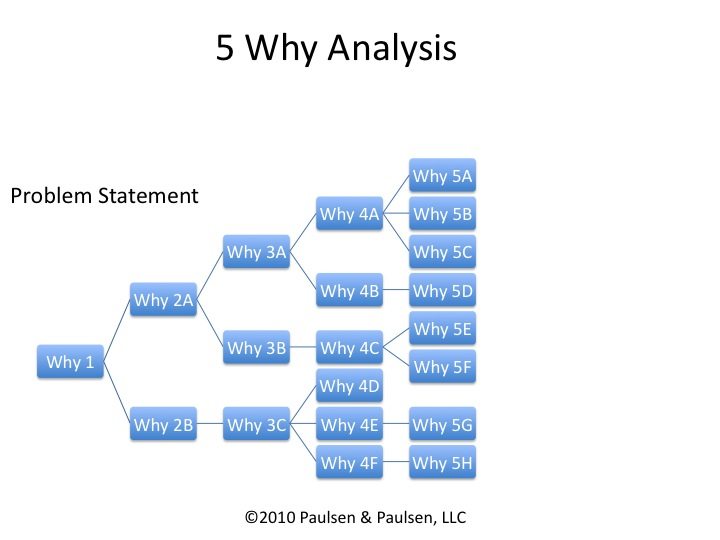 5 Why Analysis
Problem Statement
Why 1
Why 2A
Why 2B
Why 3A
Why 3B
Why 3C
Why 4A
Why 4B
Why 4C
Why 4D
Why 4E
Why 4F
Why 5A
Why 5B
Why 5C
Why 5D
Why 5E
Why 5F
Why 5G
Why 5H
©2010 Paulsen & Paulsen, LLC